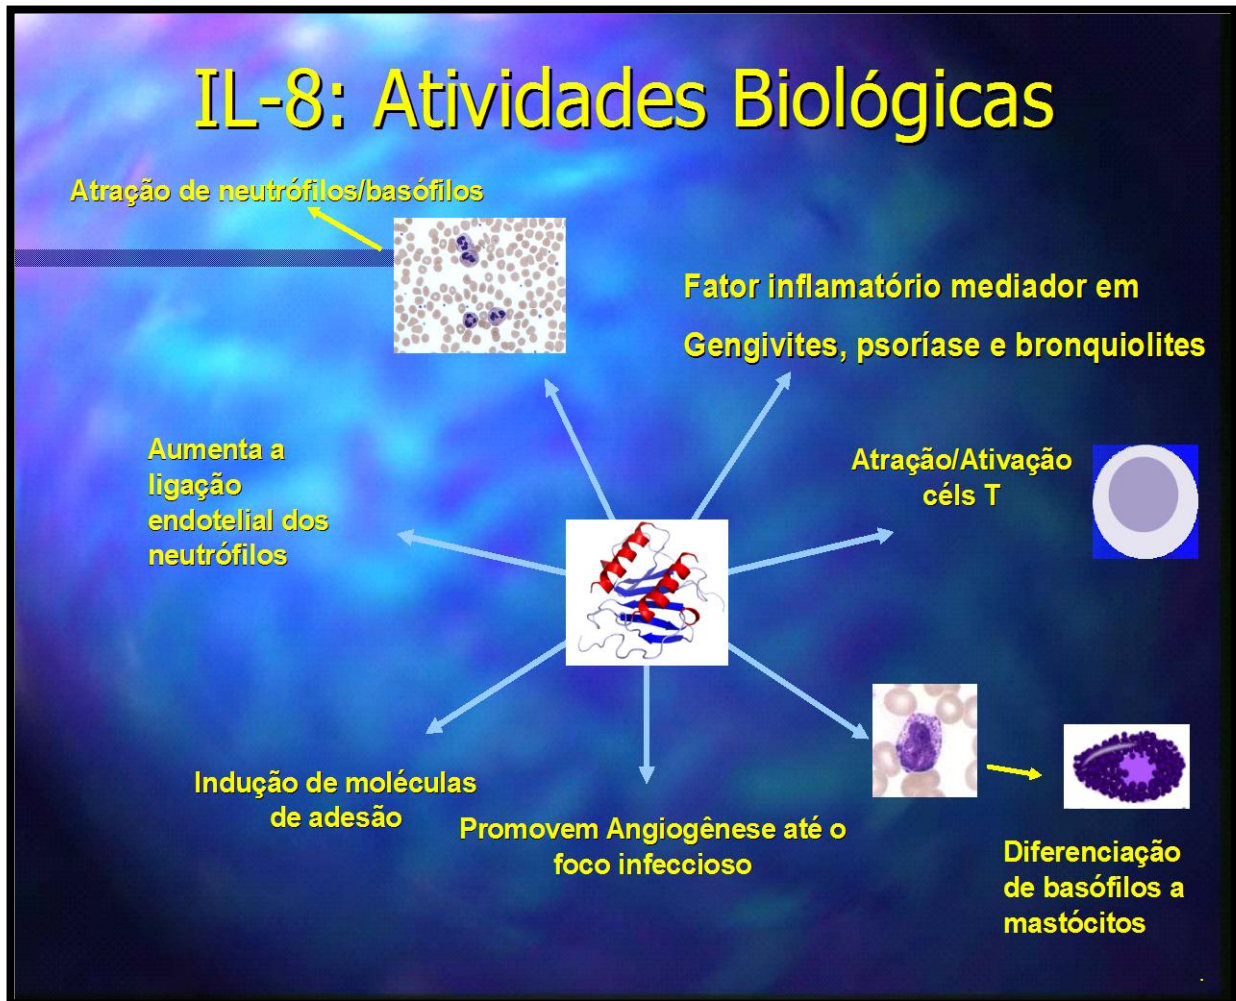 IL-8: Atividades Biológicas
Atração de neutrófilos/basófilos
Fator inflamatório mediador em
Gengivites, psoríase e bronquiolites
Aumenta a
ligação
endotelial dos
neutrófilos
Atração/Ativação
céls T
Indução de moléculas
de adesão
Promovem Angiogênese até o
foco infeccioso
Diferenciação
de basófilos a
mastócitos